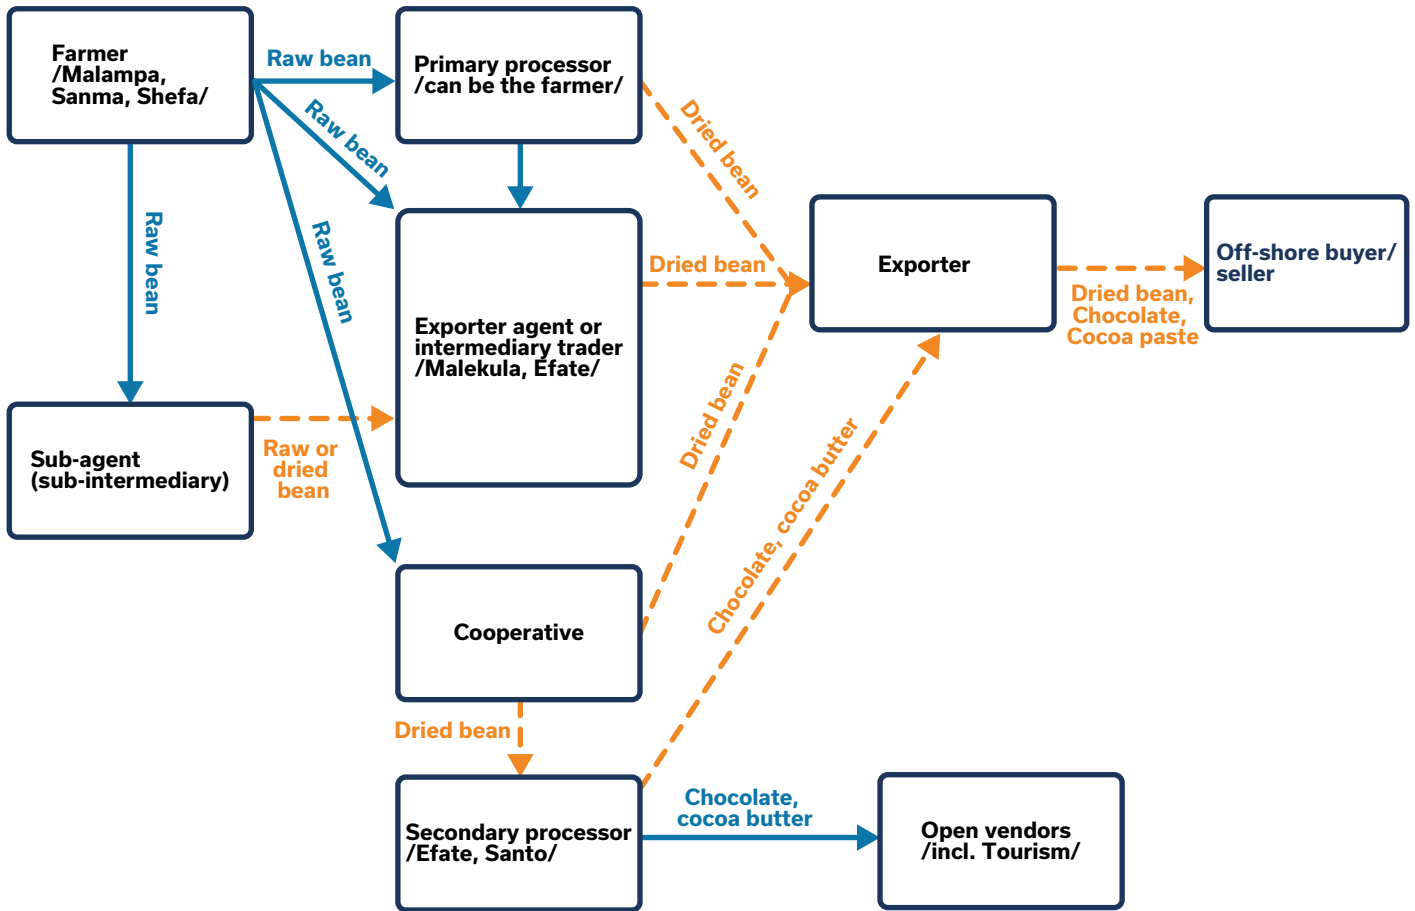 Farmer
/Malampa,
Sanma, Shefa/
Raw bean
Primary processor
/can be the farmer/
Raw bean
Raw bean
Raw bean
Dried bean
Exporter agent or
intermediary trader
/Malekula, Efate/
Dried bean
Exporter
Dried bean,
Chocolate,
Cocoa paste
Off-shore buyer/
seller
Sub-agent
(sub-intermediary)
Raw or
dried
bean
Dried bean
Chocolate, cocoa butter
Cooperative
Dried bean
Secondary processor
/Efate, Santo/
Chocolate,
cocoa butter
Open vendors
/incl. Tourism/